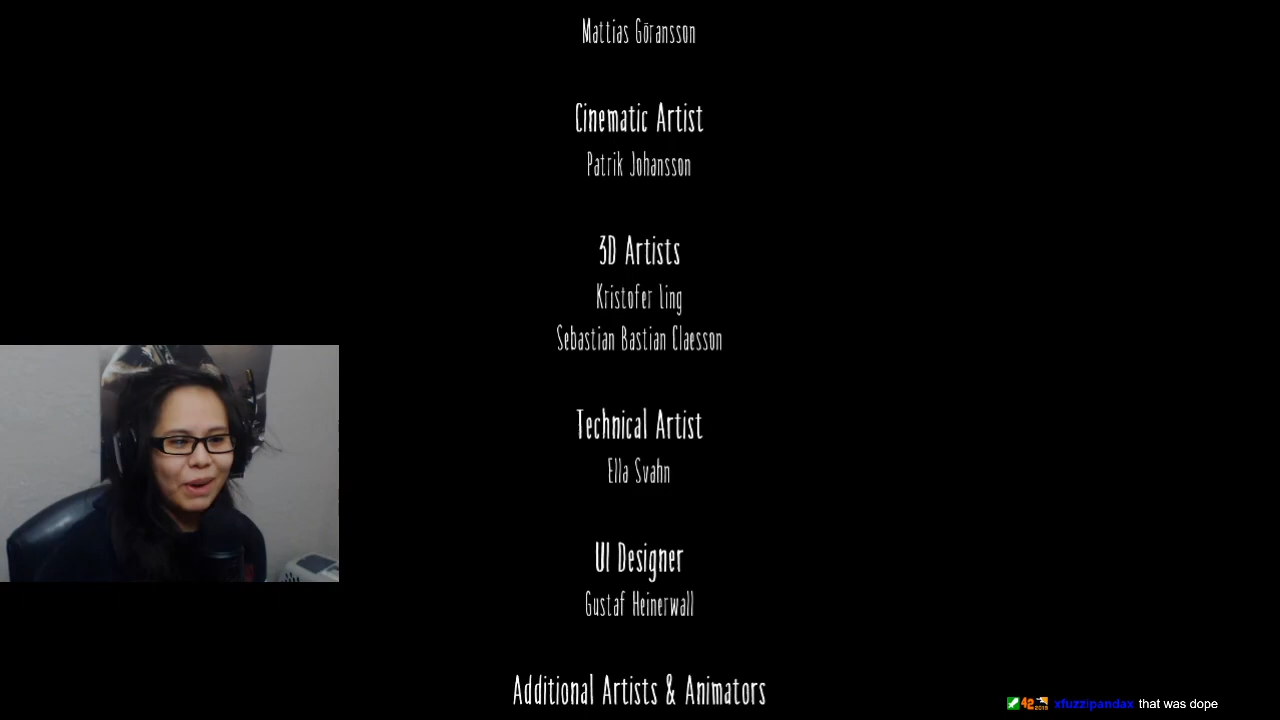 Mattias Göransson
Cinematic Artist
Patrik Johansson
3D Artists
Kristofer Ling
Sebastian Bastian Claesson
Technical Artist
Ella Svahn
UI Designer
Gustaf Heinerwall
Additional Artists & Animators
xfuzzipandax that was dope